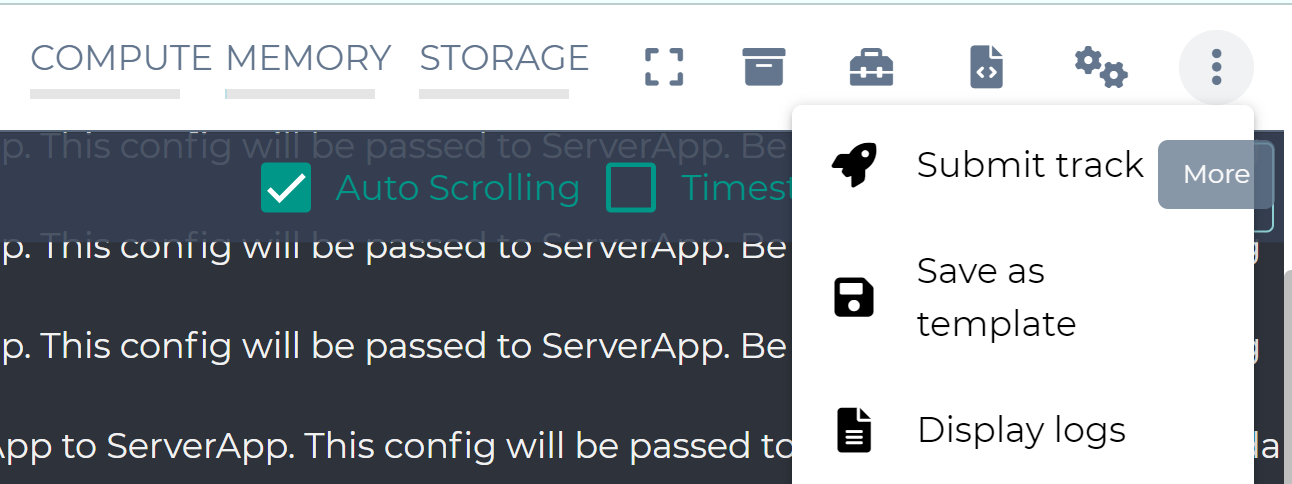 COMPUTE MEMORY STORAGE
p. This config will be passed to ServerApp. Be
Auto Scrolling
Submit track
More
p. This config will be passed to ServerApp. Be
Save as
template
p. This config will be passed to ServerApp. Be
Display logs
App to ServerApp. This config will be passed to